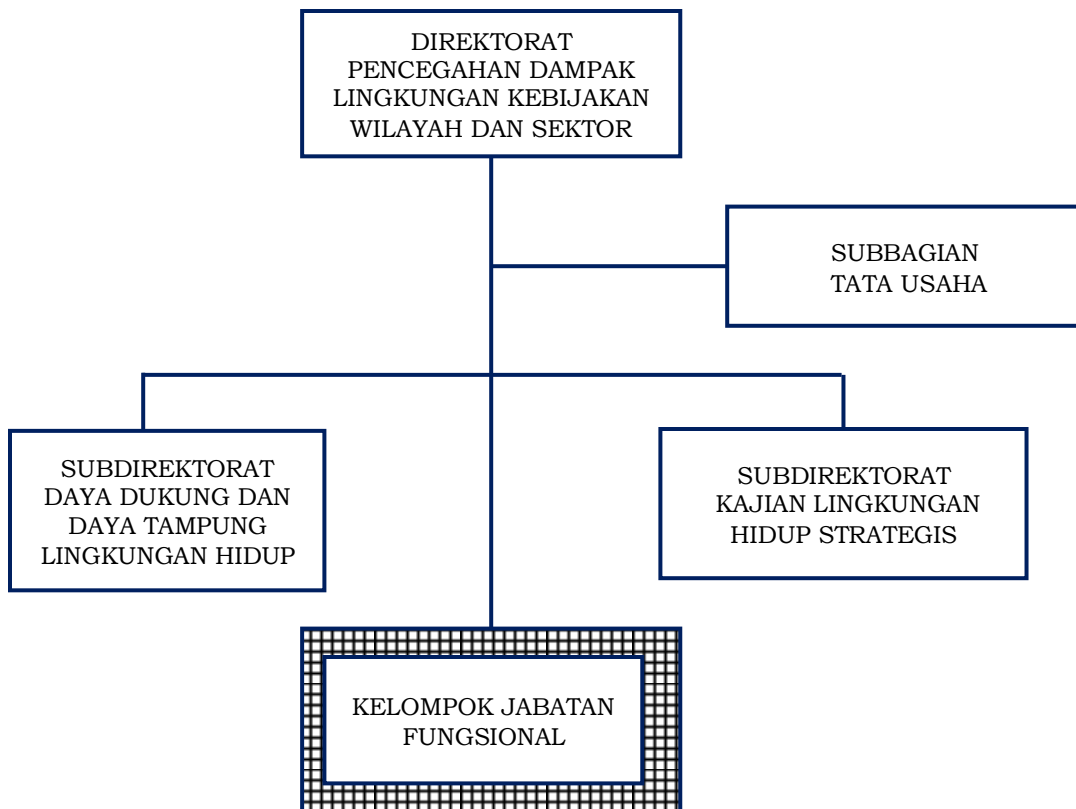 DIREKTORAT
PENCEGAHAN DAMPAK
LINGKUNGAN KEBIJAKAN
WILAYAH DAN SEKTOR
SUBBAGIAN
TATA USAHA
SUBDIREKTORAT
DAYA DUKUNG DAN
DAYA TAMPUNG
LINGKUNGAN HIDUP
SUBDIREKTORAT
KAJIAN LINGKUNGAN
HIDUP STRATEGIS
KELOMPOK JABATAN
FUNGSIONAL